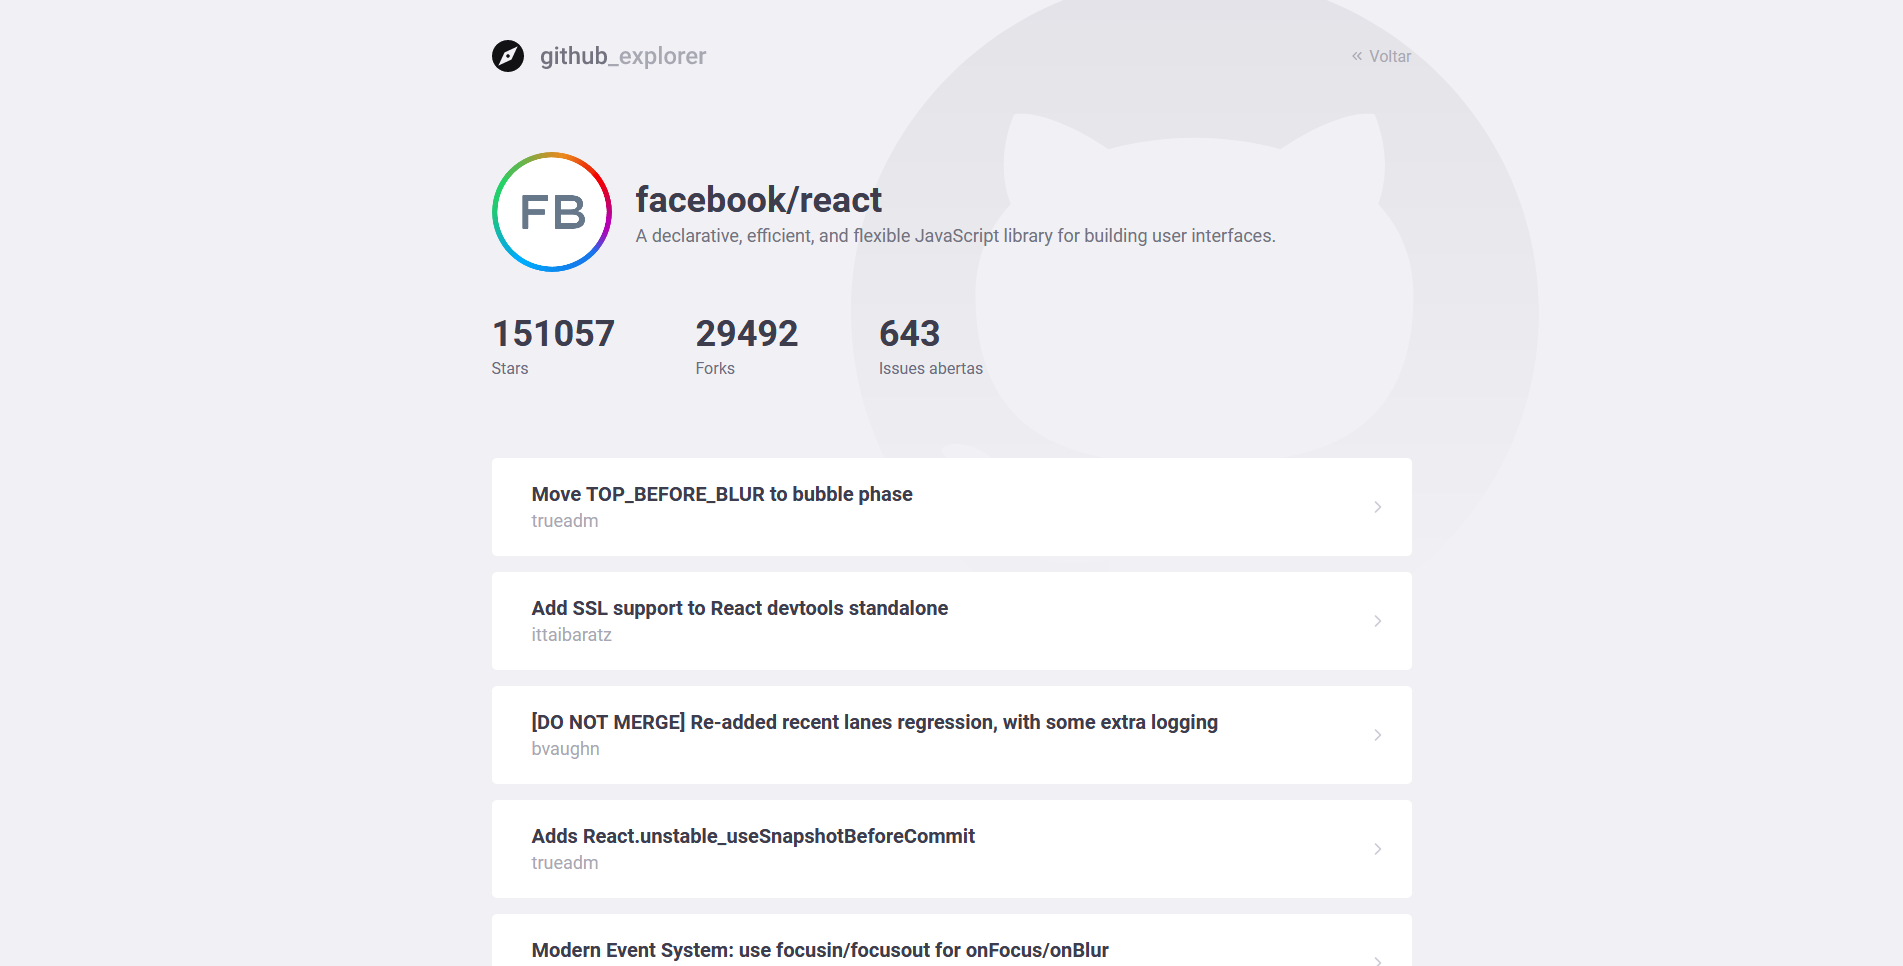 github_explorer
« Voltar
FB
facebook/react
A declarative, efficient, and flexible JavaScript library for building user interfaces.
151057
Stars
29492
Forks
643
Issues abertas
Move TOP_BEFORE_BLUR to bubble phase
trueadm
Add SSL support to React devtools standalone
ittaibaratz
[DO NOT MERGE] Re-added recent lanes regression, with some extra logging
bvaughn
Adds React.unstable_useSnapshotBeforeCommit
trueadm
Modern Event System: use focusin/focusout for onFocus/onBlur